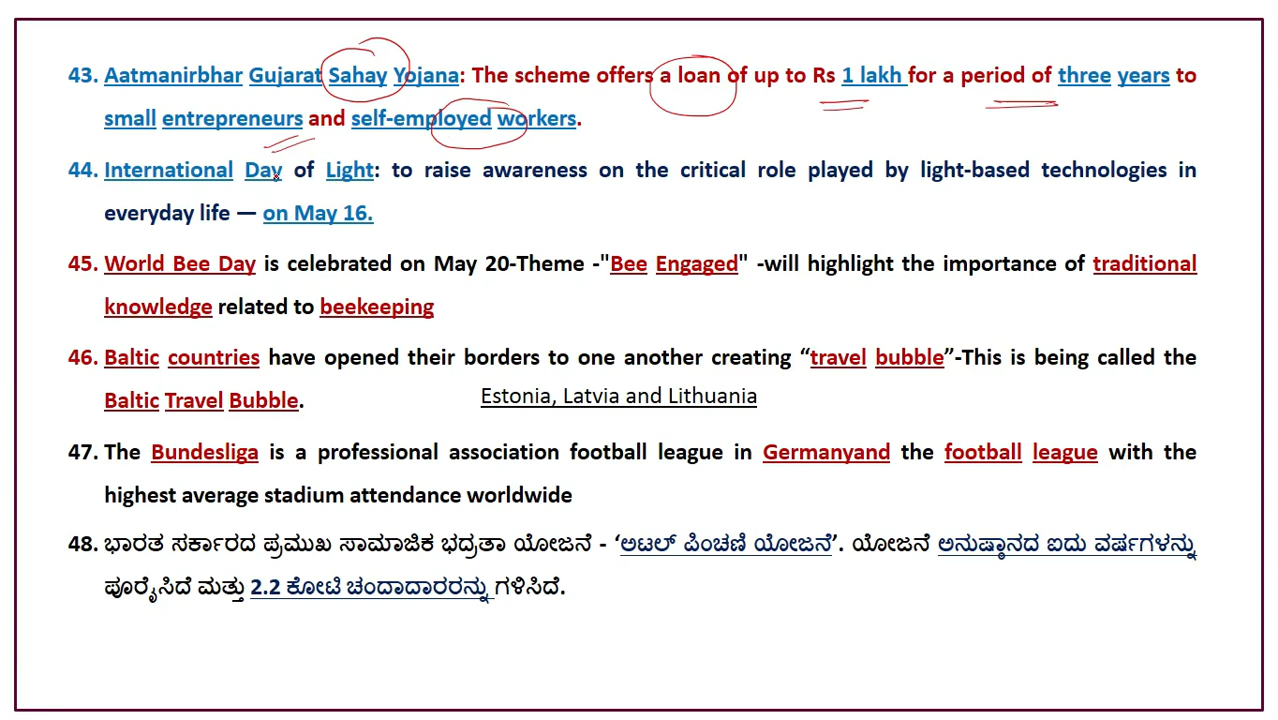 43. Aatmanirbhar Gujarat Sahay Yojana: The scheme offers a loan of up to Rs 1 lakh for a period of three years to
small entrepreneurs and self-employed workers.
44. International Day of Light: to raise awareness on the critical role played by light-based technologies in
everyday life — on May 16.
45. World Bee Day is celebrated on May 20-Theme -"Bee Engaged" -will highlight the importance of traditional
knowledge related to beekeeping
46. Baltic countries have opened their borders to one another creating “travel bubble”-This is being called the
Baltic Travel Bubble. Estonia, Latvia and Lithuania
47. The Bundesliga is a professional association football league in Germanyand the football league with the
highest average stadium attendance worldwide
48. ಭಾರತ ಸರ್ಕಾರದ ಪ್ರಮುಖ ಸಾಮಾಜಿಕ ಭದ್ರತಾ ಯೋಜನೆ - ‘ಅಟಲ್ ಪಿಂಚಣಿ ಯೋಜನೆ’. ಯೋಜನೆ ಅನುಷ್ಠಾನದ ಐದು ವರ್ಷಗಳನ್ನು
ಪೂರೈಸಿದೆ ಮತ್ತು 2.2 ಕೋಟಿ ಚಂದಾದಾರರನ್ನು ಗಳಿಸಿದೆ.